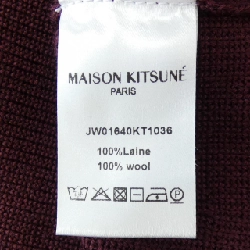 MAISON KITSUNÉ
PARIS
JW01640KT1036
100%Laine
100% wool